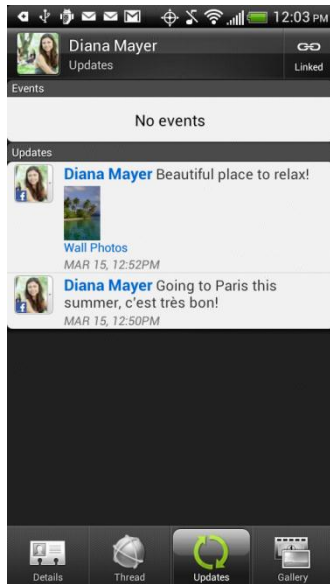 12:03 PM
Diana Mayer
Updates
Linked
Events
No events
Updates
Diana Mayer Beautiful place to relax!
Wall Photos
MAR 15, 12:52PM
Diana Mayer Going to Paris this
summer, c'est très bon!
MAR 15, 12:50PM
Details
Thread
Updates
Gallery